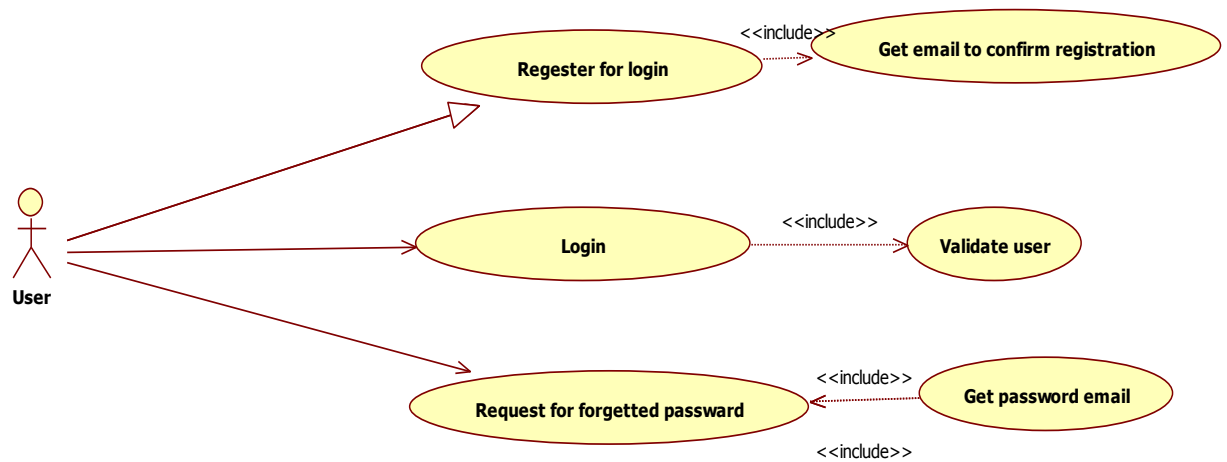 <<include>>
Get email to confirm registration
Regester for login
<<include>>
Login
Validate user
User
<<include>>
Get password email
Request for forgetted passward
<<include>>